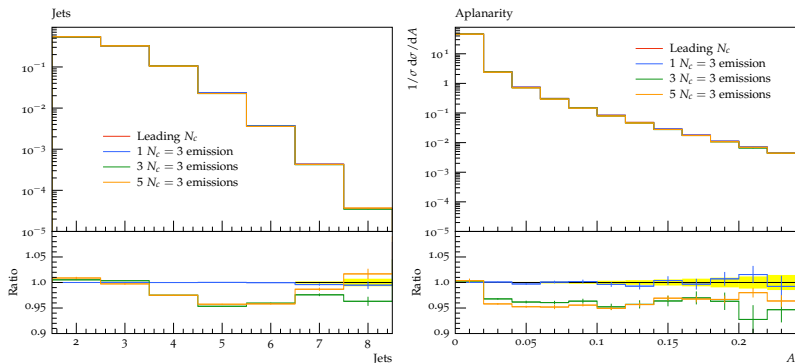 Jets
10⁻¹
10⁻²
10⁻³
10⁻⁴
10⁻⁵
Leading N_c
1 N_c = 3 emission
3 N_c = 3 emissions
5 N_c = 3 emissions
Ratio
1.05
1.0
0.95
0.9
2 3 4 5 6 7 8
Jets
Aplanarity
1/σ dσ/dA
10¹
1
10⁻¹
10⁻²
10⁻³
10⁻⁴
Leading N_c
1 N_c = 3 emission
3 N_c = 3 emissions
5 N_c = 3 emissions
Ratio
1.05
1.0
0.95
0.9
0.0 0.05 0.1 0.15 0.2
A